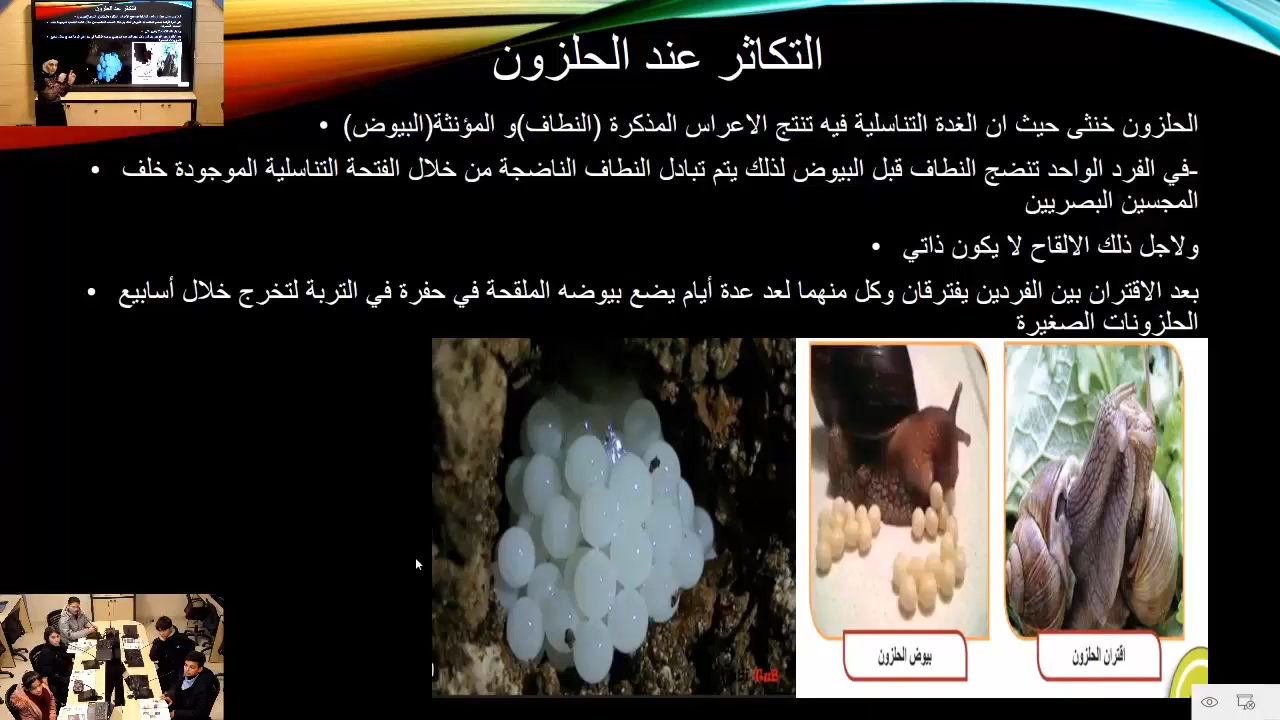 التكاثر عند الحلزون
الحلزون خنثى حيث ان الغدة التناسلية فيه تنتج الاعراس المذكرة (النطاف)و المؤنثة(البيوض) •
-في الفرد الواحد تنضج النطاف قبل البيوض لذلك يتم تبادل النطاف الناضجة من خلال الفتحة التناسلية الموجودة خلف •
المجسين البصريين
ولاجل ذلك الالقاح لا يكون ذاتي •
بعد الاقتران بين الفردين يفترقان وكل منهما لعد عدة أيام يضع بيوضه الملقحة في حفرة في التربة لتخرج خلال أسابيع •
الحلزونات الصغيرة
اقتران الحلزون
بيوض الحلزون